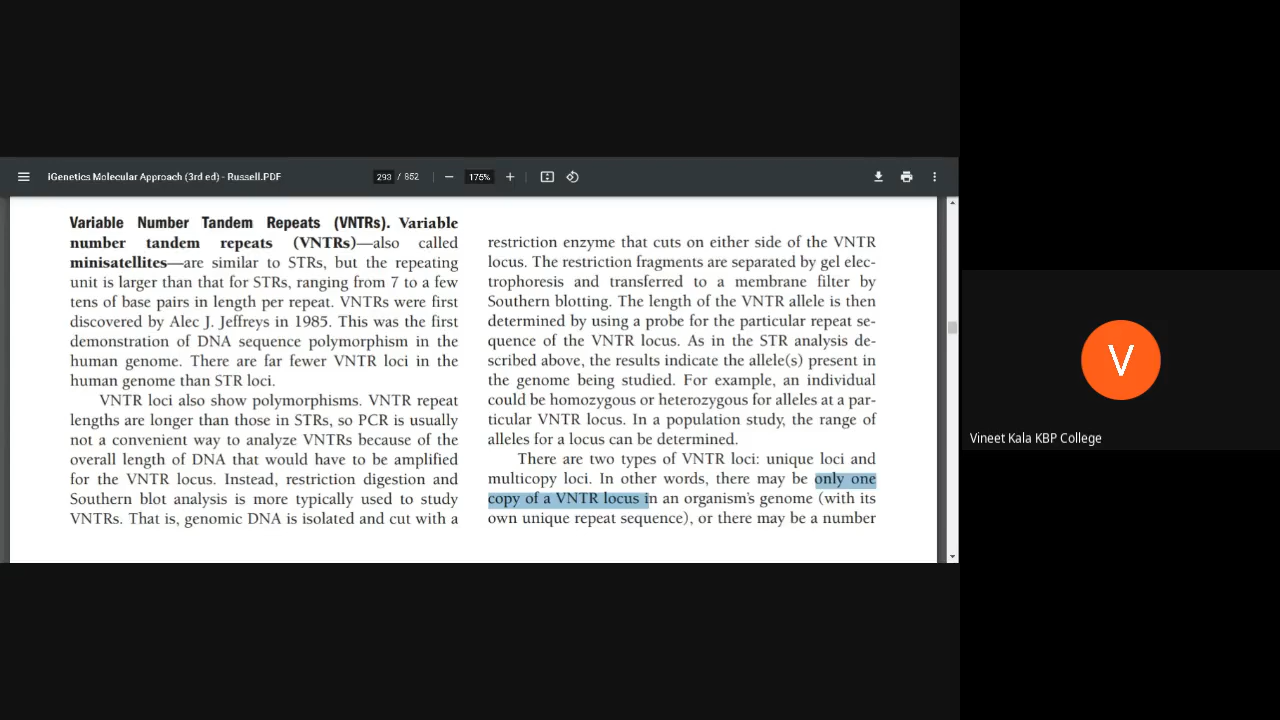 iGenetics Molecular Approach (3rd ed) - Russell.PDF
293 / 852
175%
Variable Number Tandem Repeats (VNTRs). Variable
number tandem repeats (VNTRs)—also called
minisatellites—are similar to STRs, but the repeating
unit is larger than that for STRs, ranging from 7 to a few
tens of base pairs in length per repeat. VNTRs were first
discovered by Alec J. Jeffreys in 1985. This was the first
demonstration of DNA sequence polymorphism in the
human genome. There are far fewer VNTR loci in the
human genome than STR loci.
VNTR loci also show polymorphisms. VNTR repeat
lengths are longer than those in STRs, so PCR is usually
not a convenient way to analyze VNTRs because of the
overall length of DNA that would have to be amplified
for the VNTR locus. Instead, restriction digestion and
Southern blot analysis is more typically used to study
VNTRs. That is, genomic DNA is isolated and cut with a
restriction enzyme that cuts on either side of the VNTR
locus. The restriction fragments are separated by gel elec-
trophoresis and transferred to a membrane filter by
Southern blotting. The length of the VNTR allele is then
determined by using a probe for the particular repeat se-
quence of the VNTR locus. As in the STR analysis de-
scribed above, the results indicate the allele(s) present in
the genome being studied. For example, an individual
could be homozygous or heterozygous for alleles at a par-
ticular VNTR locus. In a population study, the range of
alleles for a locus can be determined.
There are two types of VNTR loci: unique loci and
multicopy loci. In other words, there may be only one
copy of a VNTR locus in an organism's genome (with its
own unique repeat sequence), or there may be a number
V
Vineet Kala KBP College